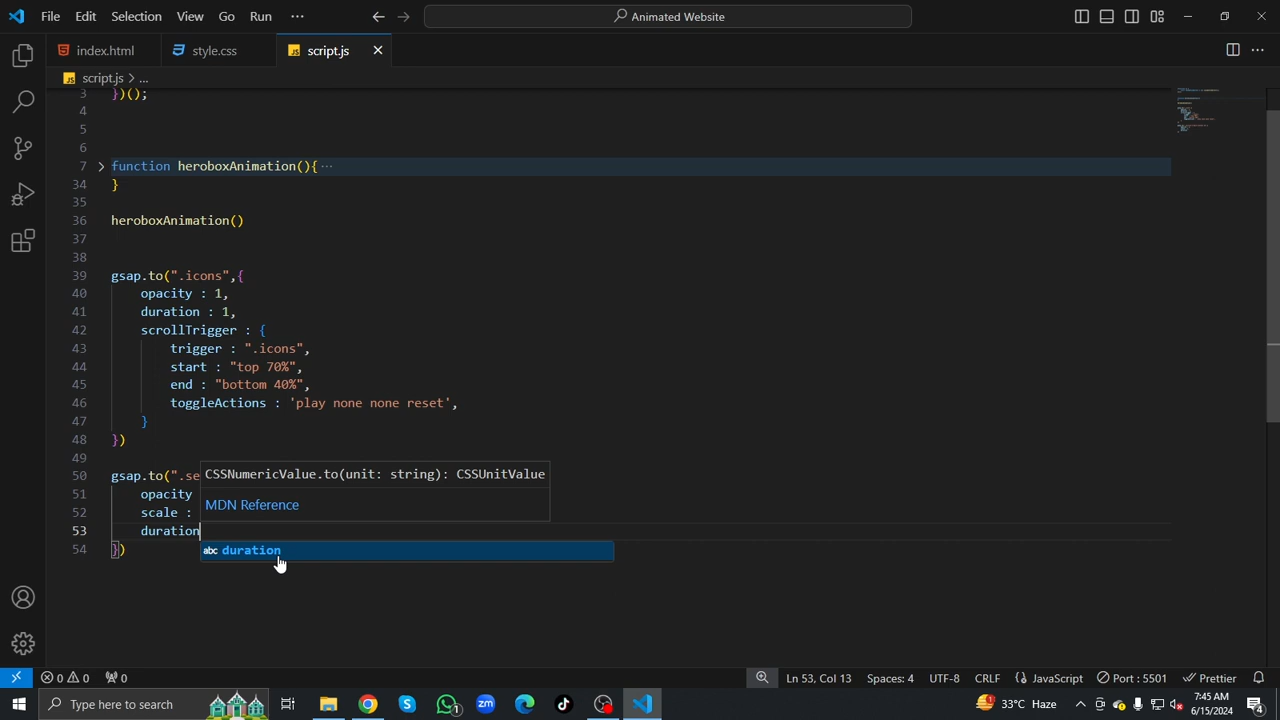 File Edit Selection View Go Run ··· Animated Website
index.html style.css script.js
script.js > ...
3 })();
4
5
6
7 function heroboxAnimation(){ ···
34 }
35
36 heroboxAnimation()
37
38
39 gsap.to(".icons",{
40 opacity : 1,
41 duration : 1,
42 scrollTrigger : {
43 trigger : ".icons",
44 start : "top 70%",
45 end : "bottom 40%",
46 toggleActions : 'play none none reset',
47 }
48 })
49
50 gsap.to(".se
CSSNumericValue.to(unit: string): CSSUnitValue
51 opacity
MDN Reference
52 scale :
53 duration
54 })
abc duration
0 0 0 Ln 53, Col 13 Spaces: 4 UTF-8 CRLF {} JavaScript Port : 5501 Prettier
Type here to search 1 33°C Haze 7:45 AM
6/15/2024 4